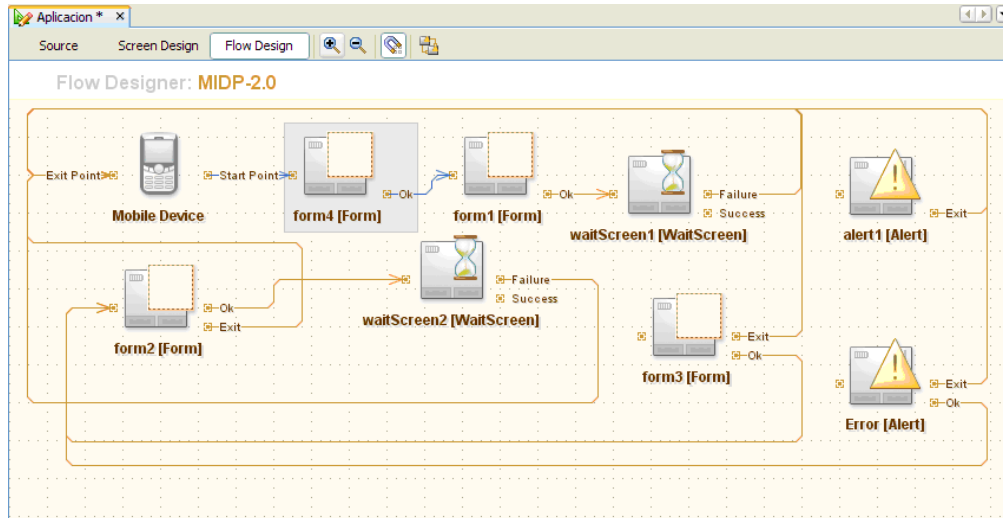 Aplicacion * ×
Source Screen Design Flow Design
Flow Designer: MIDP-2.0
Exit Point
Start Point
Mobile Device
Ok
form4 [Form]
Ok
form1 [Form]
Failure
Success
waitScreen1 [WaitScreen]
Exit
alert1 [Alert]
Ok
Exit
form2 [Form]
Failure
Success
waitScreen2 [WaitScreen]
Exit
Ok
form3 [Form]
Exit
Ok
Error [Alert]